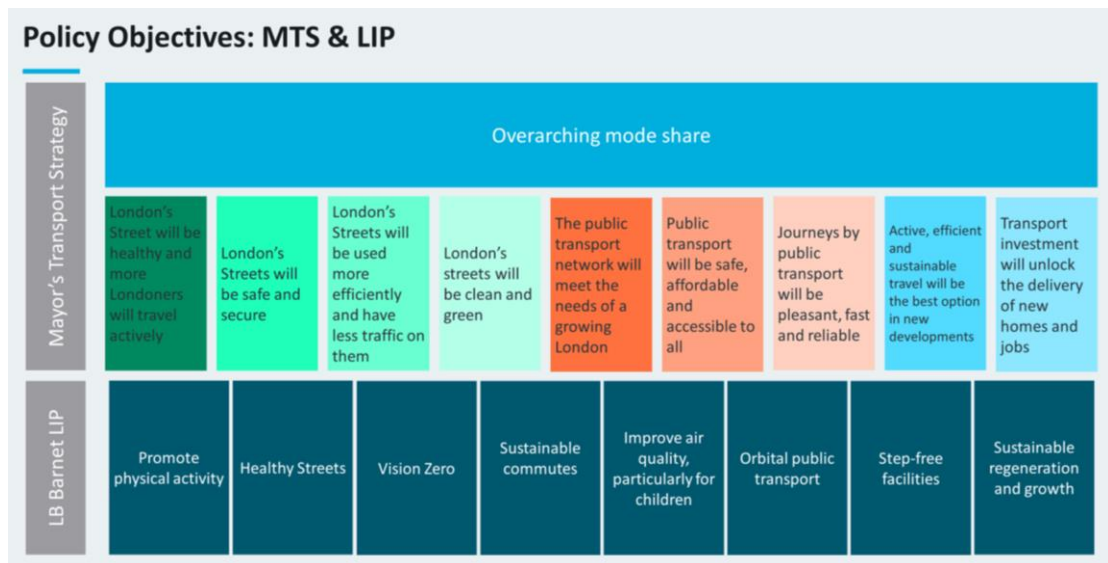 Policy Objectives: MTS & LIP
Mayor's Transport Strategy
Overarching mode share
London's
Street will be
healthy and
more
Londoners
will travel
actively
London's
Streets will
be safe and
secure
London's
Streets will
be used
more
efficiently
and have
less traffic on
them
London's
streets will
be clean and
green
The public
transport
network will
meet the
needs of a
growing
London
Public
transport
will be safe,
affordable
and
accessible to
all
Journeys by
public
transport
will be
pleasant, fast
and reliable
Active, efficient
and
sustainable
travel will be
the best option
in new
developments
Transport
investment
will unlock
the delivery
of new
homes and
jobs
LB Barnet LIP
Promote
physical activity
Healthy Streets
Vision Zero
Sustainable
commutes
Improve air
quality,
particularly for
children
Orbital public
transport
Step-free
facilities
Sustainable
regeneration
and growth